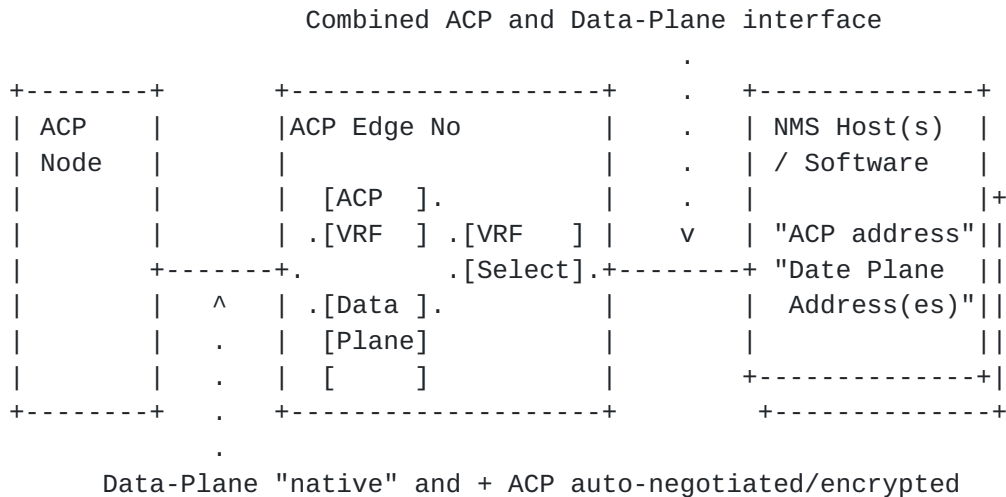 Combined ACP and Data-Plane interface
                                           .
+--------+       +--------------------+    .   +--------------+
| ACP    |       |ACP Edge No         |    .   | NMS Host(s)  |
| Node   |       |                    |    .   | / Software   |
|        |       |  [ACP  ].          |    .   |              |+
|        |       | .[VRF  ] .[VRF   ] |    v   | "ACP address"||
|        +-------+.         .[Select].+--------+ "Date Plane  ||
|        |   ^   | .[Data ].          |        |  Address(es)"||
|        |   .   |  [Plane]           |        |              ||
|        |   .   |  [     ]           |        +--------------+|
+--------+   .   +--------------------+         +--------------+
             .
      Data-Plane "native" and + ACP auto-negotiated/encrypted